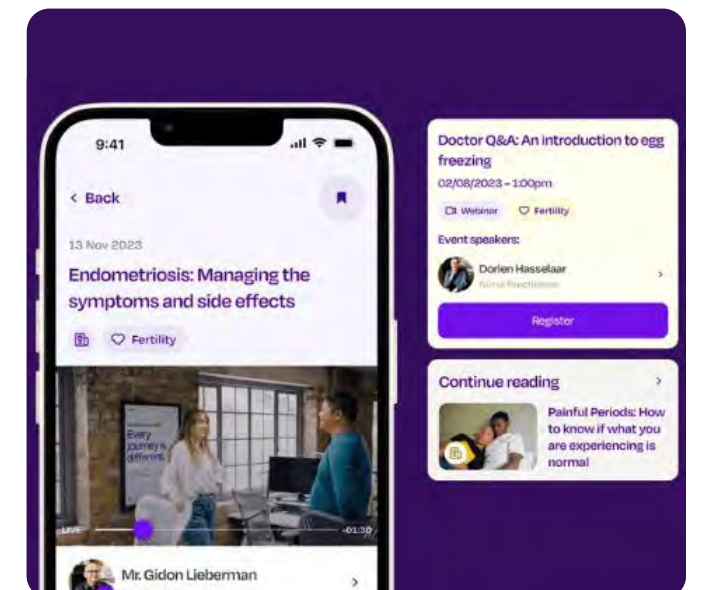 9:41
Back
13 Nov 2023
Endometriosis: Managing the
symptoms and side effects
Fertility
Every
journey is
different.
LIVE
-01:30
Mr. Gidon Lieberman
Doctor Q&A: An introduction to egg
freezing
02/08/2023 - 1:00pm
Webinar
Fertility
Event speakers:
Dorien Hasselaar
Nurse Practitioner
Register
Continue reading
Painful Periods: How
to know if what you
are experiencing is
normal